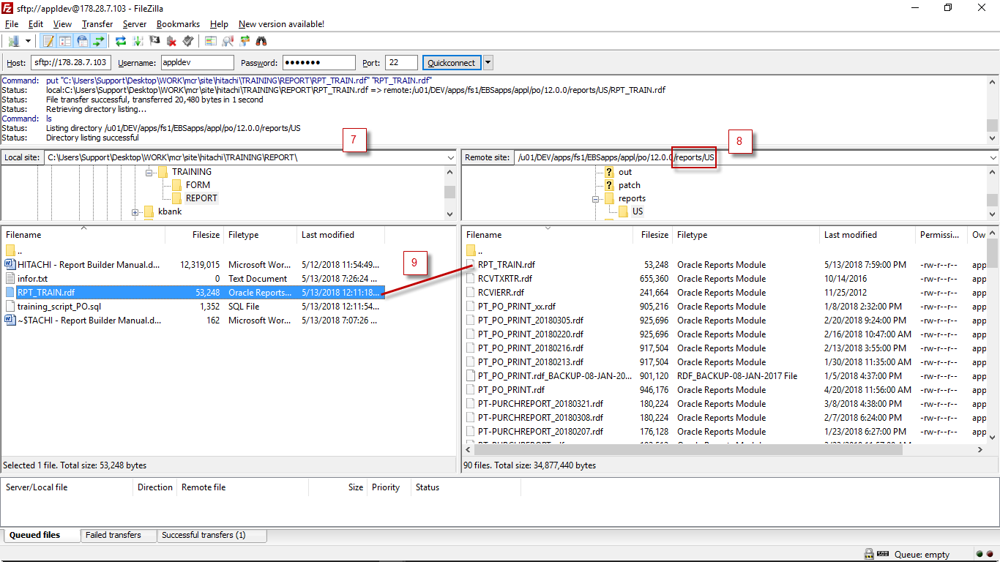 sftp://appldev@178.28.7.103 - FileZilla
File Edit View Transfer Server Bookmarks Help New version available!
Host: sftp://178.28.7.103 Username: appldev Password: ●●●●●●● Port: 22 Quickconnect
Command: put "C:\Users\Support\Desktop\WORK\mcr\site\hitachi\TRAINING\REPORT\RPT_TRAIN.rdf" "RPT_TRAIN.rdf"
Status: local:C:\Users\Support\Desktop\WORK\mcr\site\hitachi\TRAINING\REPORT\RPT_TRAIN.rdf => remote:/u01/DEV/apps/fs1/EBSapps/appl/po/12.0.0/reports/US/RPT_TRAIN.rdf
Status: File transfer successful, transferred 20,480 bytes in 1 second
Status: Retrieving directory listing...
Command: ls
Status: Listing directory /u01/DEV/apps/fs1/EBSapps/appl/po/12.0.0/reports/US
Status: Directory listing successful
7
8
Local site: C:\Users\Support\Desktop\WORK\mcr\site\hitachi\TRAINING\REPORT\
TRAINING
FORM
REPORT
kbank
Remote site: /u01/DEV/apps/fs1/EBSapps/appl/po/12.0.0/reports/US
? out
? patch
reports
US
Filename Filesize Filetype Last modified
..
HITACHI - Report Builder Manual.d... 12,319,015 Microsoft Wor... 5/12/2018 11:54:49...
infor.txt 0 Text Document 5/13/2018 7:26:24 ...
RPT_TRAIN.rdf 53,248 Oracle Reports... 5/13/2018 12:11:18...
training_script_PO.sql 1,352 SQL File 5/13/2018 12:11:54...
~$TACHI - Report Builder Manual.d... 162 Microsoft Wor... 5/13/2018 7:07:26 ...
9
Selected 1 file. Total size: 53,248 bytes
Filename Filesize Filetype Last modified Permissi... Ow
..
RPT_TRAIN.rdf 53,248 Oracle Reports Module 5/13/2018 7:59:00 PM -rw-r--r-- app
RCVTXRTR.rdf 655,360 Oracle Reports Module 10/14/2016 -rw-r--r-- app
RCVIERR.rdf 241,664 Oracle Reports Module 11/25/2012 -rw-r--r-- app
PT_PO_PRINT_xx.rdf 905,216 Oracle Reports Module 1/8/2018 2:32:00 PM -rw-r--r-- app
PT_PO_PRINT_20180305.rdf 925,696 Oracle Reports Module 2/20/2018 9:24:00 PM -rw-r--r-- app
PT_PO_PRINT_20180220.rdf 925,696 Oracle Reports Module 2/16/2018 10:47:00 AM -rw-r--r-- app
PT_PO_PRINT_20180216.rdf 917,504 Oracle Reports Module 2/13/2018 3:55:00 PM -rw-r--r-- app
PT_PO_PRINT_20180213.rdf 917,504 Oracle Reports Module 1/30/2018 11:35:00 AM -rw-r--r-- app
PT_PO_PRINT.rdf_BACKUP-08-JAN-20... 901,120 RDF_BACKUP-08-JAN-2017 File 1/5/2018 4:37:00 PM -rw-r--r-- app
PT_PO_PRINT.rdf 946,176 Oracle Reports Module 4/20/2018 11:56:00 AM -rw-r--r-- app
PT-PURCHREPORT_20180321.rdf 180,224 Oracle Reports Module 3/8/2018 4:38:00 PM -rw-r--r-- app
PT-PURCHREPORT_20180308.rdf 180,224 Oracle Reports Module 2/7/2018 6:24:00 PM -rw-r--r-- app
PT-PURCHREPORT_20180207.rdf 176,128 Oracle Reports Module 1/23/2018 6:27:00 PM -rw-r--r-- app
90 files. Total size: 34,877,440 bytes
Server/Local file Direction Remote file Size Priority Status
Queued files Failed transfers Successful transfers (1)
Queue: empty